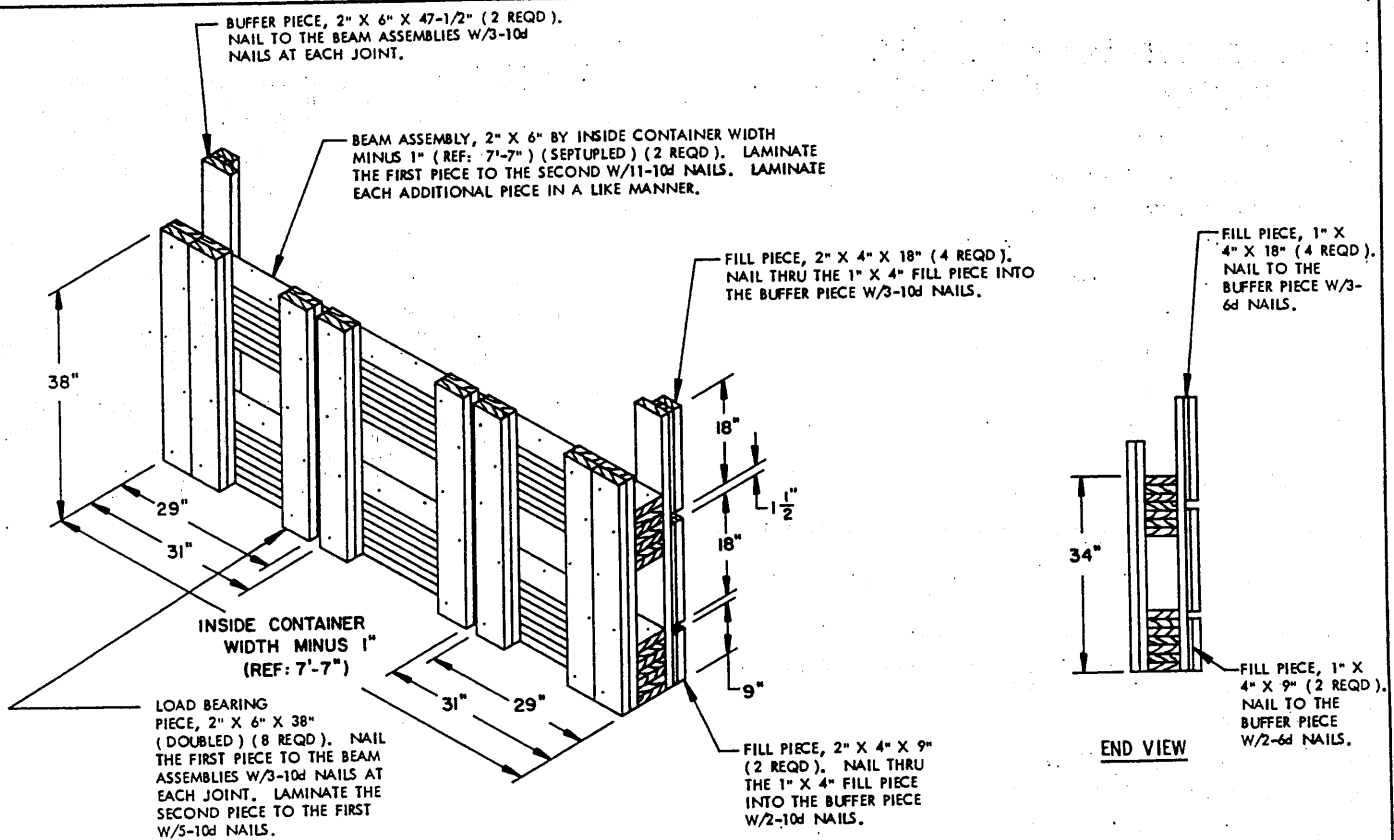 BUFFER PIECE, 2" X 6" X 47-1/2" (2 REQD).
NAIL TO THE BEAM ASSEMBLIES W/3-10d
NAILS AT EACH JOINT.
BEAM ASSEMBLY, 2" X 6" BY INSIDE CONTAINER WIDTH
MINUS 1" (REF: 7'-7") (SEPTUPLED) (2 REQD). LAMINATE
THE FIRST PIECE TO THE SECOND W/11-10d NAILS. LAMINATE
EACH ADDITIONAL PIECE IN A LIKE MANNER.
FILL PIECE, 2" X 4" X 18" (4 REQD).
NAIL THRU THE 1" X 4" FILL PIECE INTO
THE BUFFER PIECE W/3-10d NAILS.
FILL PIECE, 1" X
4" X 18" (4 REQD).
NAIL TO THE
BUFFER PIECE W/3-
6d NAILS.
38"
29"
31"
INSIDE CONTAINER
WIDTH MINUS 1"
(REF: 7'-7")
18"
1 1/2"
18"
9"
31"
29"
34"
LOAD BEARING
PIECE, 2" X 6" X 38"
(DOUBLED) (8 REQD). NAIL
THE FIRST PIECE TO THE BEAM
ASSEMBLIES W/3-10d NAILS AT
EACH JOINT. LAMINATE THE
SECOND PIECE TO THE FIRST
W/5-10d NAILS.
FILL PIECE, 2" X 4" X 9"
(2 REQD). NAIL THRU
THE 1" X 4" FILL PIECE
INTO THE BUFFER PIECE
W/2-10d NAILS.
END VIEW
FILL PIECE, 1" X
4" X 9" (2 REQD).
NAIL TO THE
BUFFER PIECE
W/2-6d NAILS.